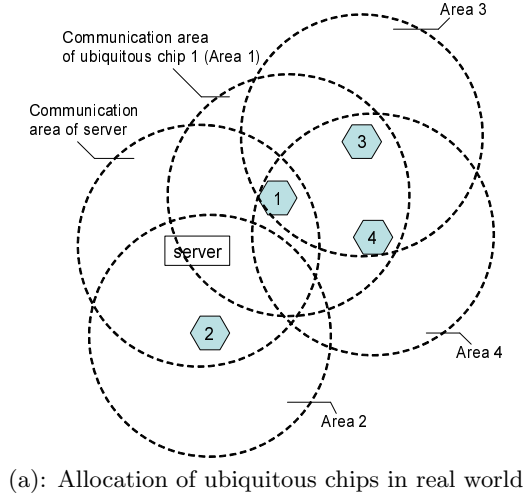 Area 3
Communication area
of ubiquitous chip 1 (Area 1)
Communication
area of server
3
1
4
server
2
Area 4
Area 2
(a): Allocation of ubiquitous chips in real world